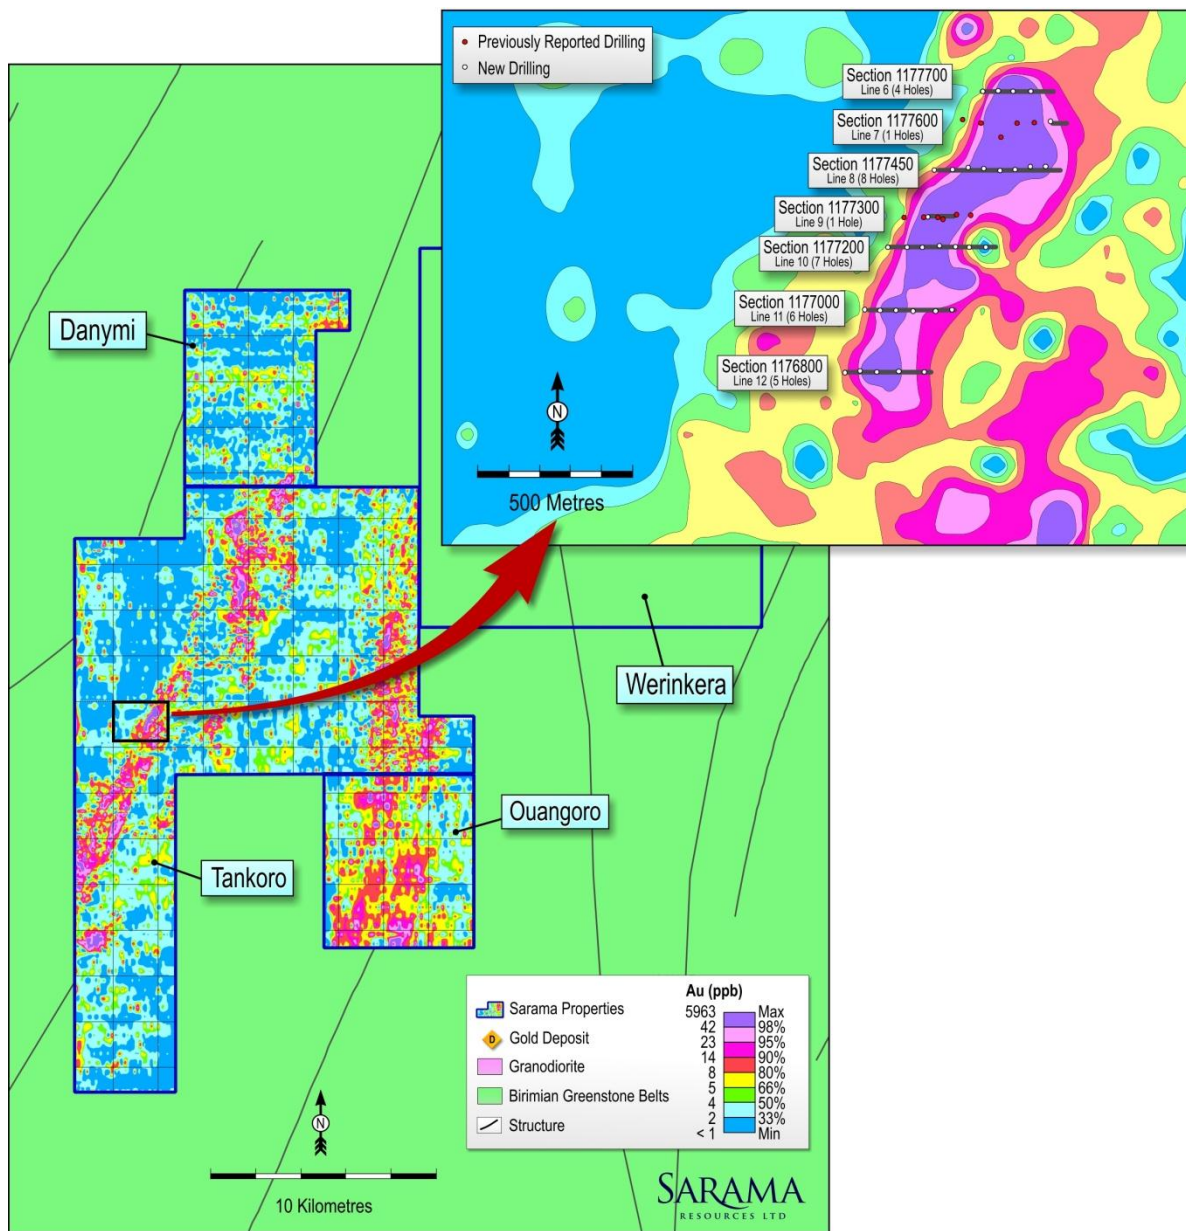 Previously Reported Drilling
New Drilling
Section 1177700
Line 6 (4 Holes)
Section 1177600
Line 7 (1 Holes)
Section 1177450
Line 8 (8 Holes)
Section 1177300
Line 9 (1 Hole)
Section 1177200
Line 10 (7 Holes)
Section 1177000
Line 11 (6 Holes)
Section 1176800
Line 12 (5 Holes)
N
500 Metres
Danymi
Werinkera
Ouangoro
Tankoro
Sarama Properties
D
Gold Deposit
Granodiorite
Birimian Greenstone Belts
Structure
Au (ppb)
5963 Max
42 98%
23 95%
14 90%
8 80%
5 66%
4 50%
2 33%
< 1 Min
N
10 Kilometres
SARAMA
RESOURCES LTD